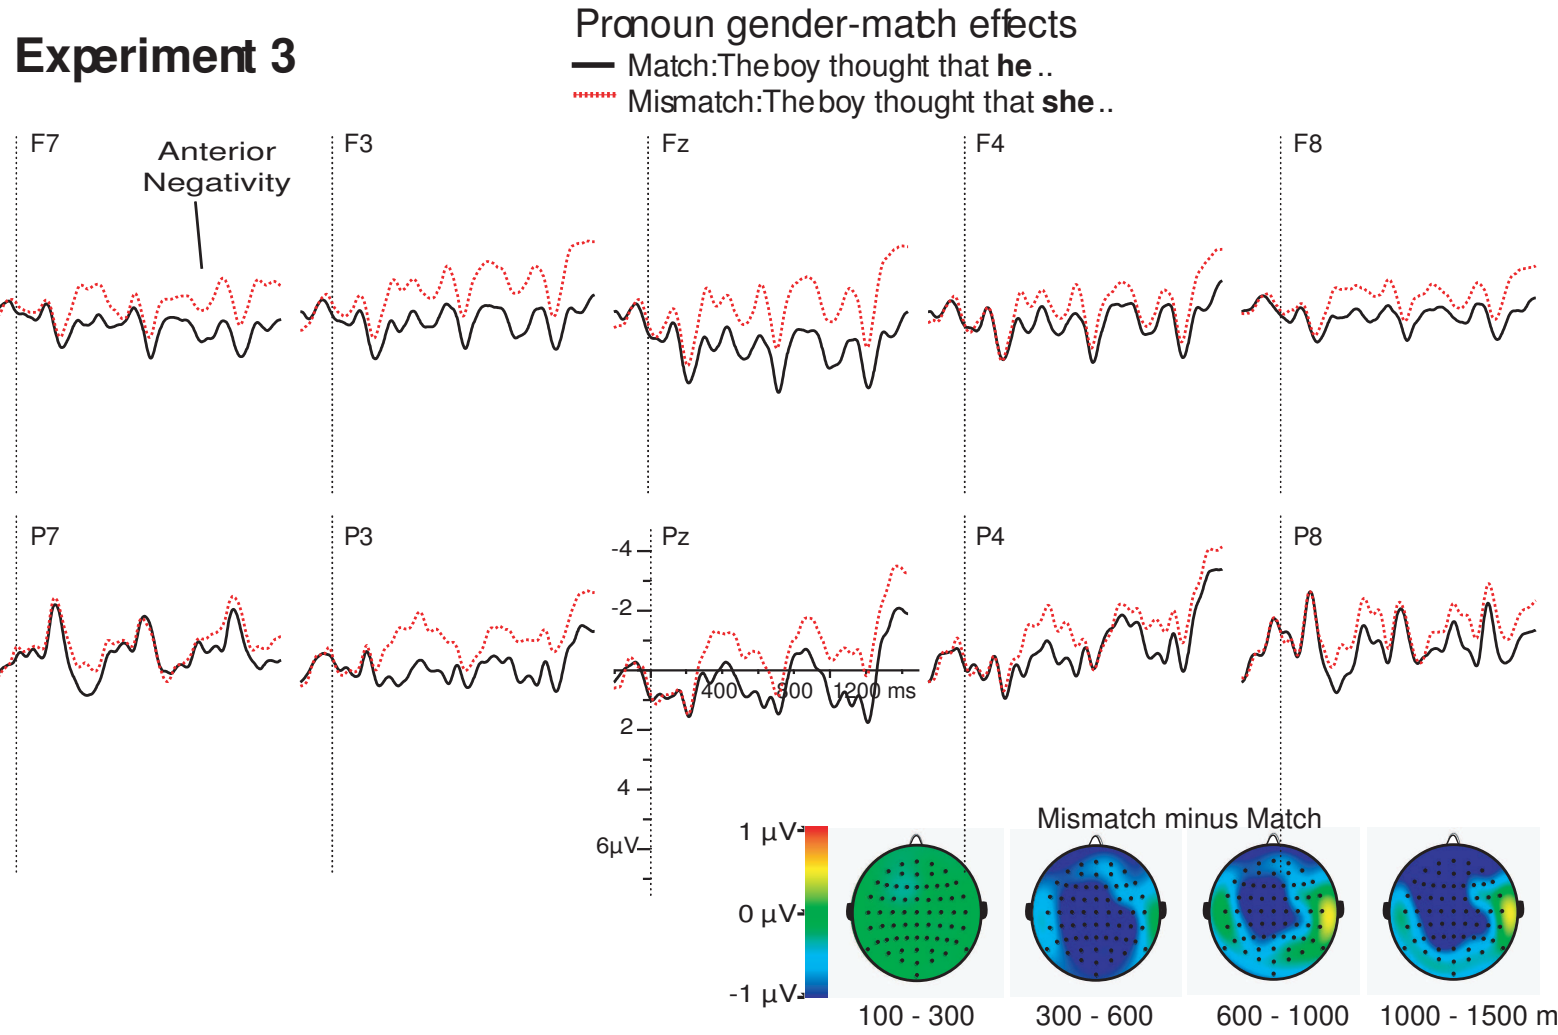 Experiment 3
Pronoun gender-match effects
Match:The boy thought that he ..
Mismatch:The boy thought that she ..
F7
F3
Fz
F4
F8
Anterior
Negativity
P7
P3
Pz
P4
P8
-4
-2
400
800
1200 ms
2
4
6µV
Mismatch minus Match
1 µV
0 µV
-1 µV
100 - 300
300 - 600
600 - 1000
1000 - 1500 m